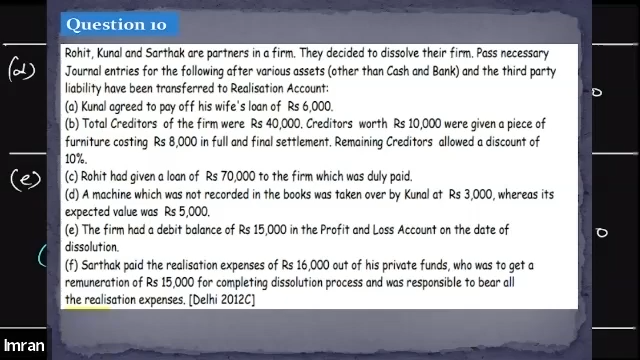 Question 10
Rohit, Kunal and Sarthak are partners in a firm. They decided to dissolve their firm. Pass necessary
Journal entries for the following after various assets (other than Cash and Bank) and the third party
liability have been transferred to Realisation Account:
(a) Kunal agreed to pay off his wife's loan of Rs 6,000.
(b) Total Creditors of the firm were Rs 40,000. Creditors worth Rs 10,000 were given a piece of
furniture costing Rs 8,000 in full and final settlement. Remaining Creditors allowed a discount of
10%.
(c) Rohit had given a loan of Rs 70,000 to the firm which was duly paid.
(d) A machine which was not recorded in the books was taken over by Kunal at Rs 3,000, whereas its
expected value was Rs 5,000.
(e) The firm had a debit balance of Rs 15,000 in the Profit and Loss Account on the date of
dissolution.
(f) Sarthak paid the realisation expenses of Rs 16,000 out of his private funds, who was to get a
remuneration of Rs 15,000 for completing dissolution process and was responsible to bear all
the realisation expenses. [Delhi 2012C]
(d)
0
(e)
0
Imran